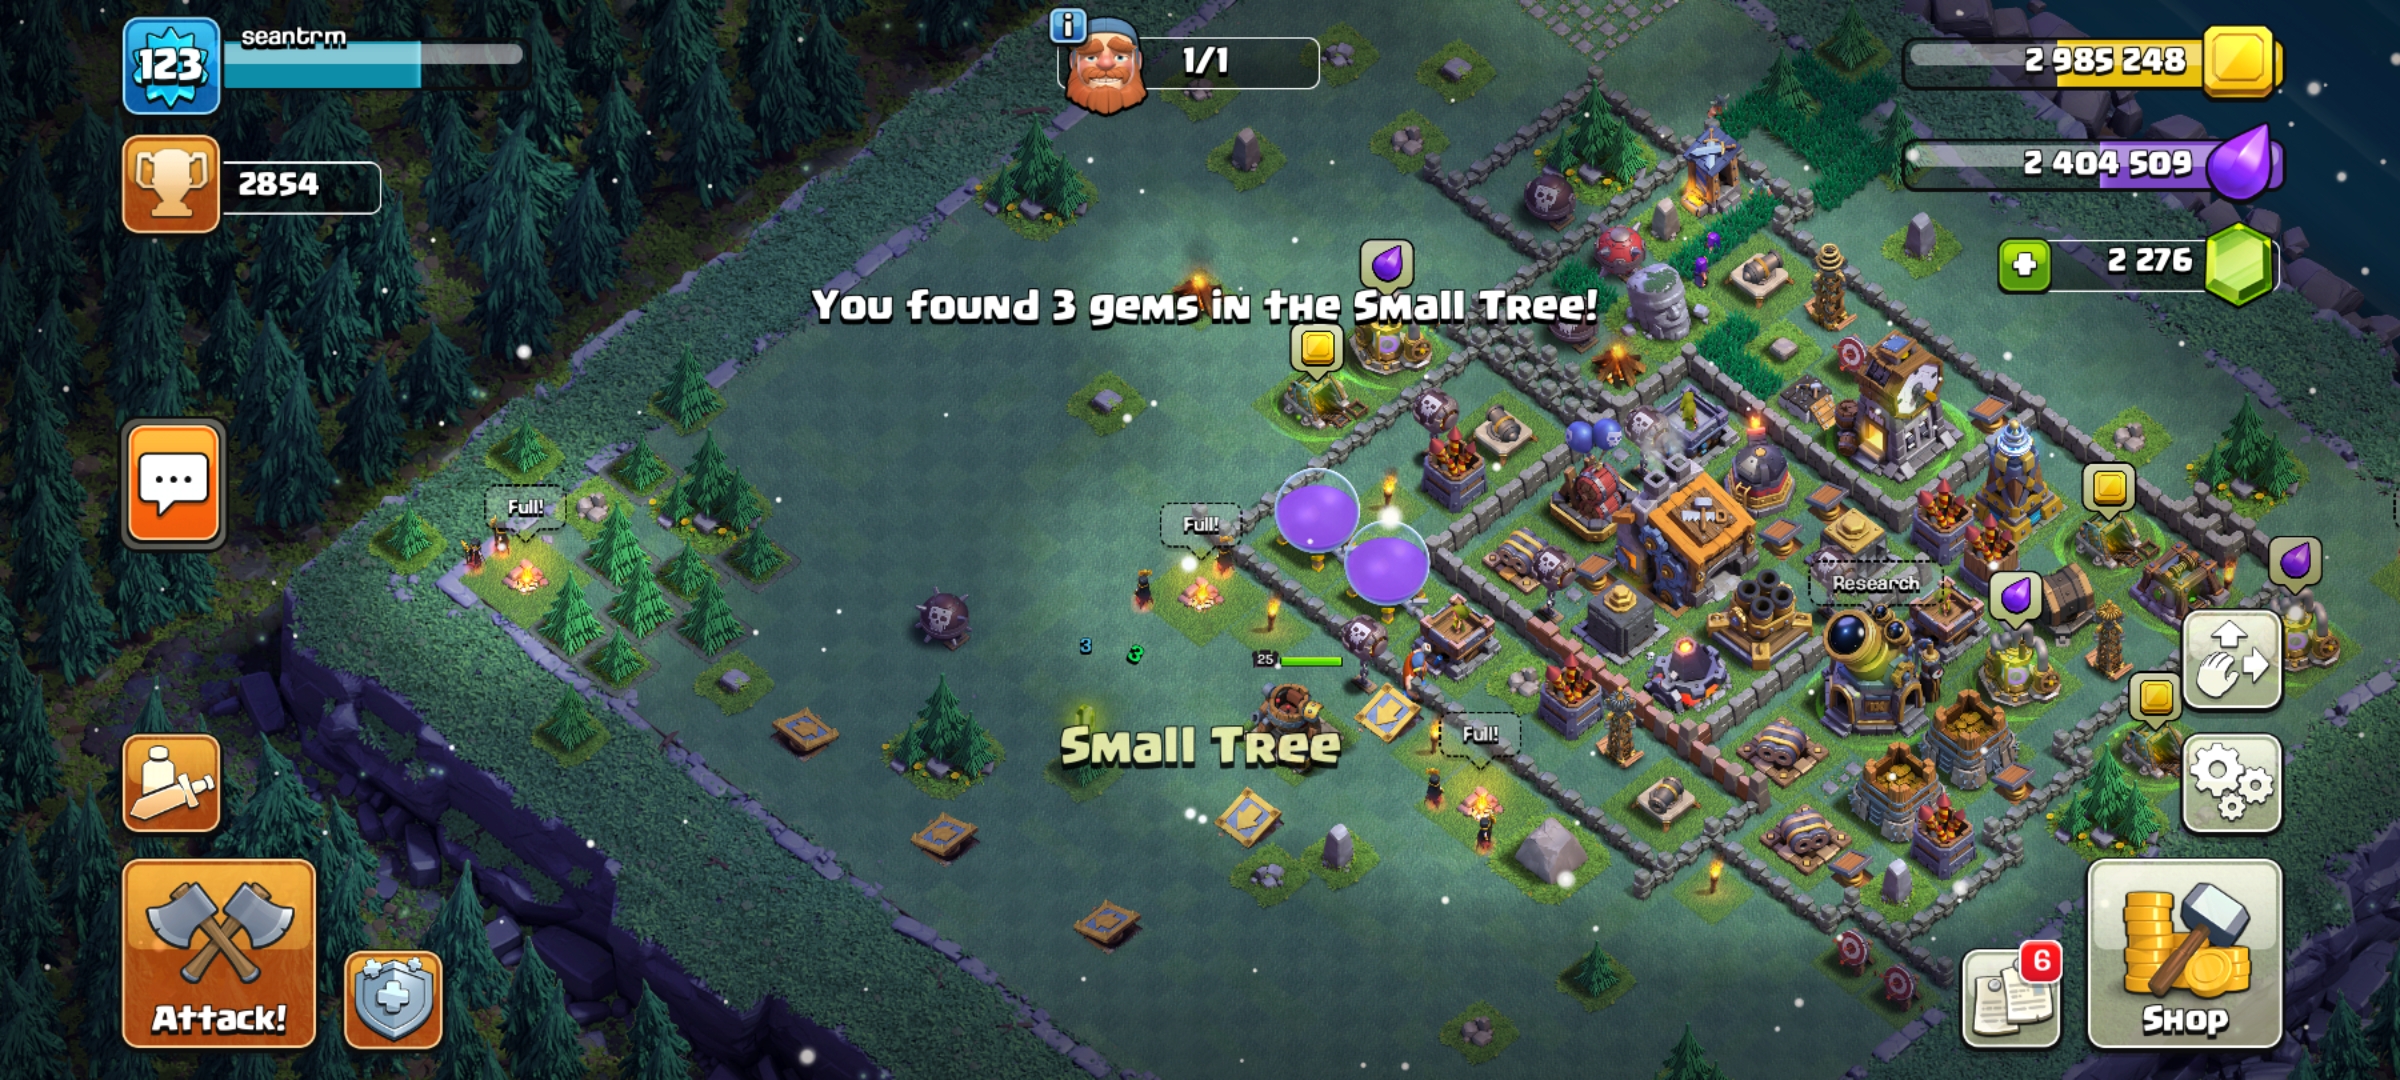 seantrm
123
1/1
2 985 248
2854
2 404 509
2 276
You found 3 gems in the Small Tree!
Full!
Full!
Research
3
3
25
Small Tree
Full!
6
Attack!
Shop